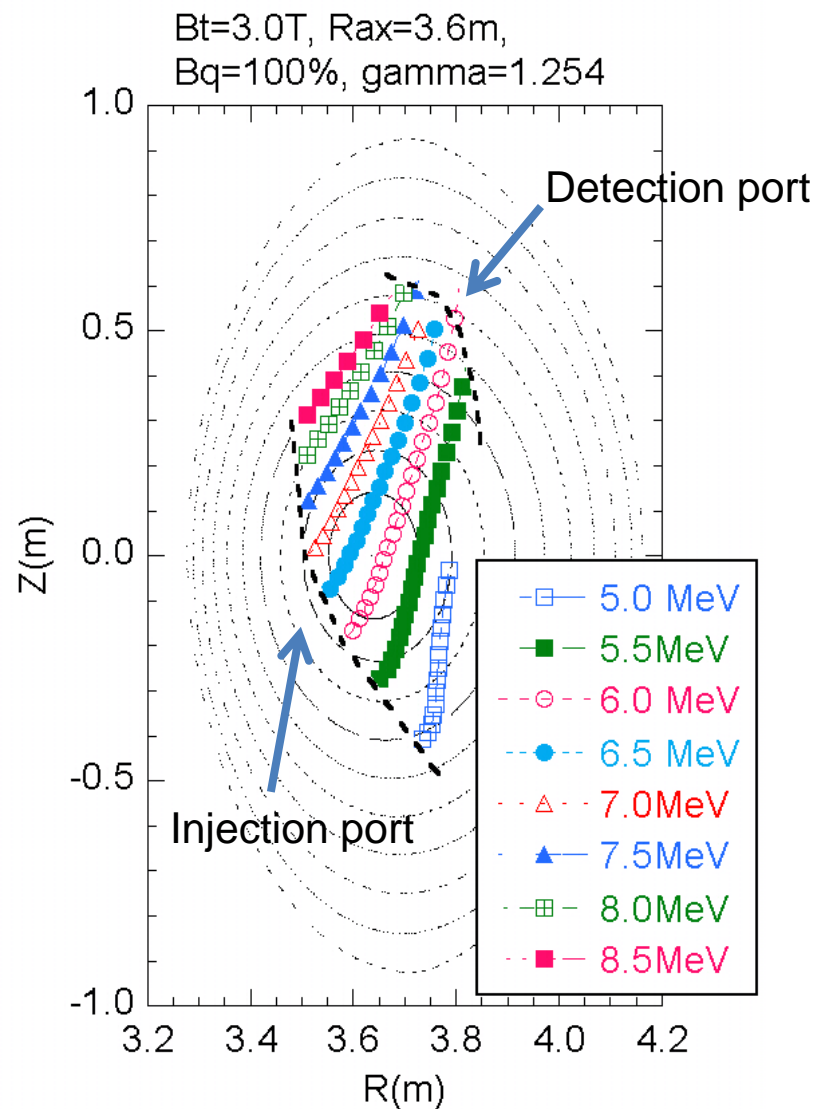 Bt=3.0T, Rax=3.6m,
Bq=100%, gamma=1.254
1.0
0.5
0.0
-0.5
-1.0
Z(m)
Detection port
Injection port
5.0 MeV
5.5MeV
6.0 MeV
6.5 MeV
7.0MeV
7.5MeV
8.0MeV
8.5MeV
3.2 3.4 3.6 3.8 4.0 4.2
R(m)